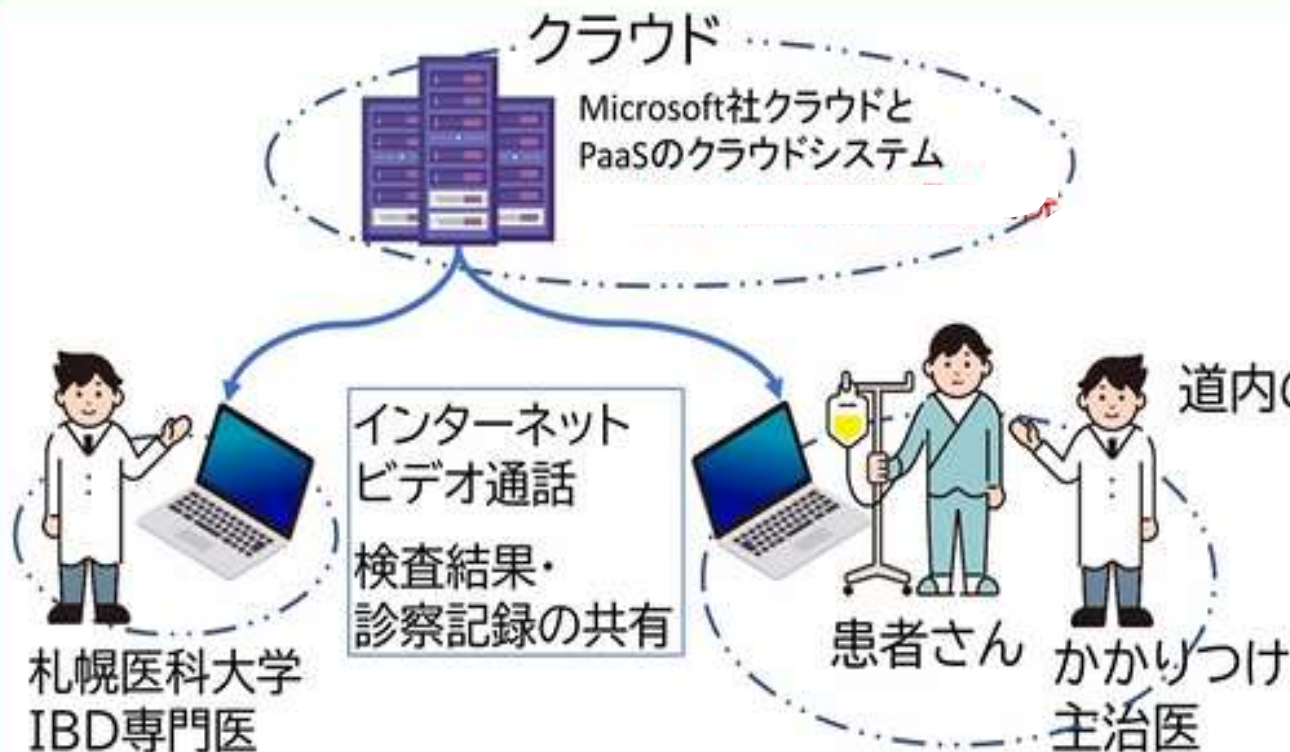 クラウド
Microsoft社クラウドと
PaaSのクラウドシステム
インターネット
ビデオ通話
検査結果・
診察記録の共有
道内の
患者さん
かかりつけ
主治医
札幌医科大学
IBD専門医